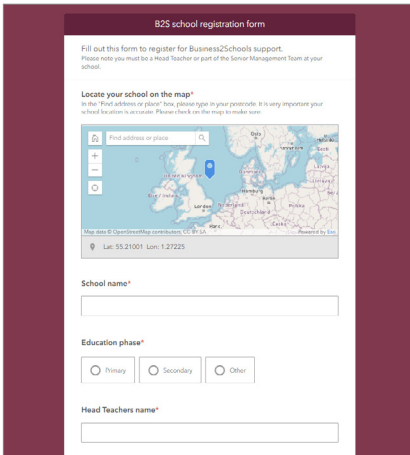 B2S school registration form
Fill out this form to register for Business2Schools support.
Please note you must be a Head Teacher or part of the Senior Management Team at your
school.
Locate your school on the map*
In the "Find address or place" box, please type in your postcode. It is very important your
school location is accurate. Please check on the map to make sure.
Find address or place
Oslo
Danmark
Hamburg
London
Berlin
Deutschland
Polska
Paris
Map data © OpenStreetMap contributors, CC-BY-SA
Powered by Esri
Lat: 55.21001 Lon: 1.27225
School name*
Education phase*
Primary
Secondary
Other
Head Teachers name*